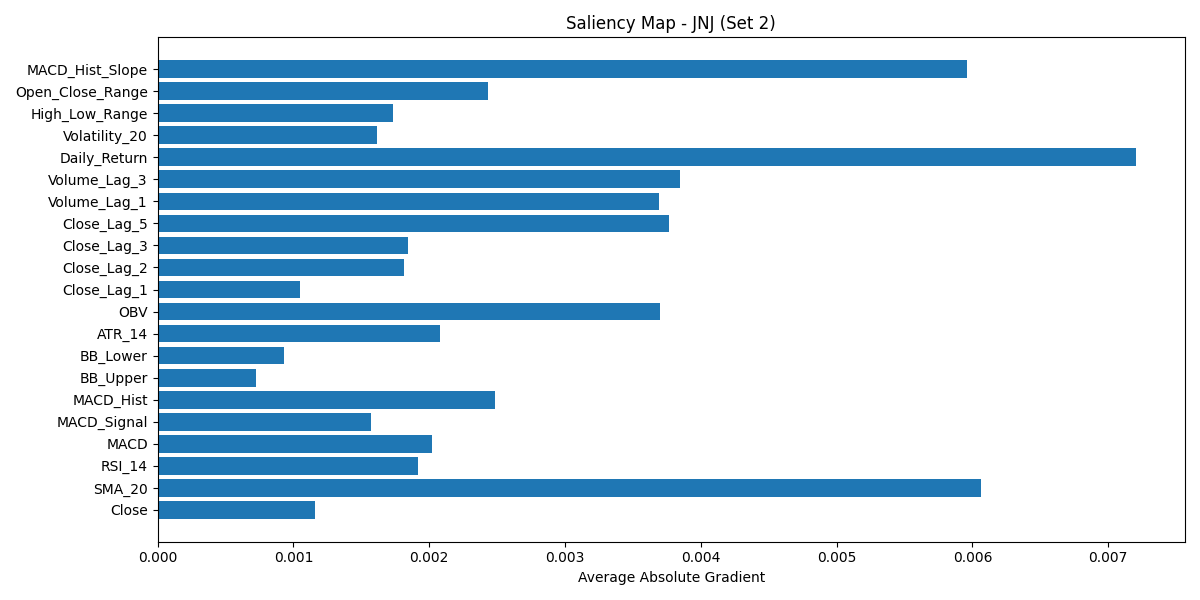 Saliency Map - JNJ (Set 2)
MACD_Hist_Slope
Open_Close_Range
High_Low_Range
Volatility_20
Daily_Return
Volume_Lag_3
Volume_Lag_1
Close_Lag_5
Close_Lag_3
Close_Lag_2
Close_Lag_1
OBV
ATR_14
BB_Lower
BB_Upper
MACD_Hist
MACD_Signal
MACD
RSI_14
SMA_20
Close
0.000 0.001 0.002 0.003 0.004 0.005 0.006 0.007
Average Absolute Gradient